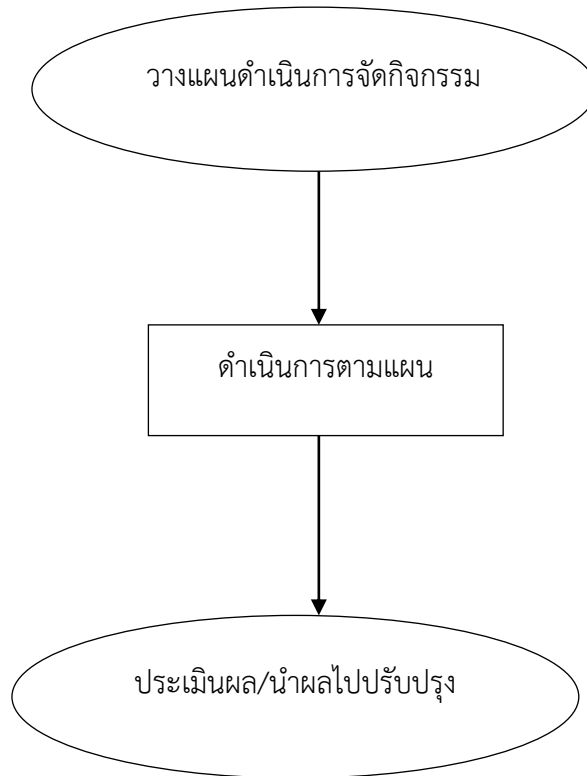 วางแผนดำเนินการจัดกิจกรรม
ดำเนินการตามแผน
ประเมินผล/นำผลไปปรับปรุง